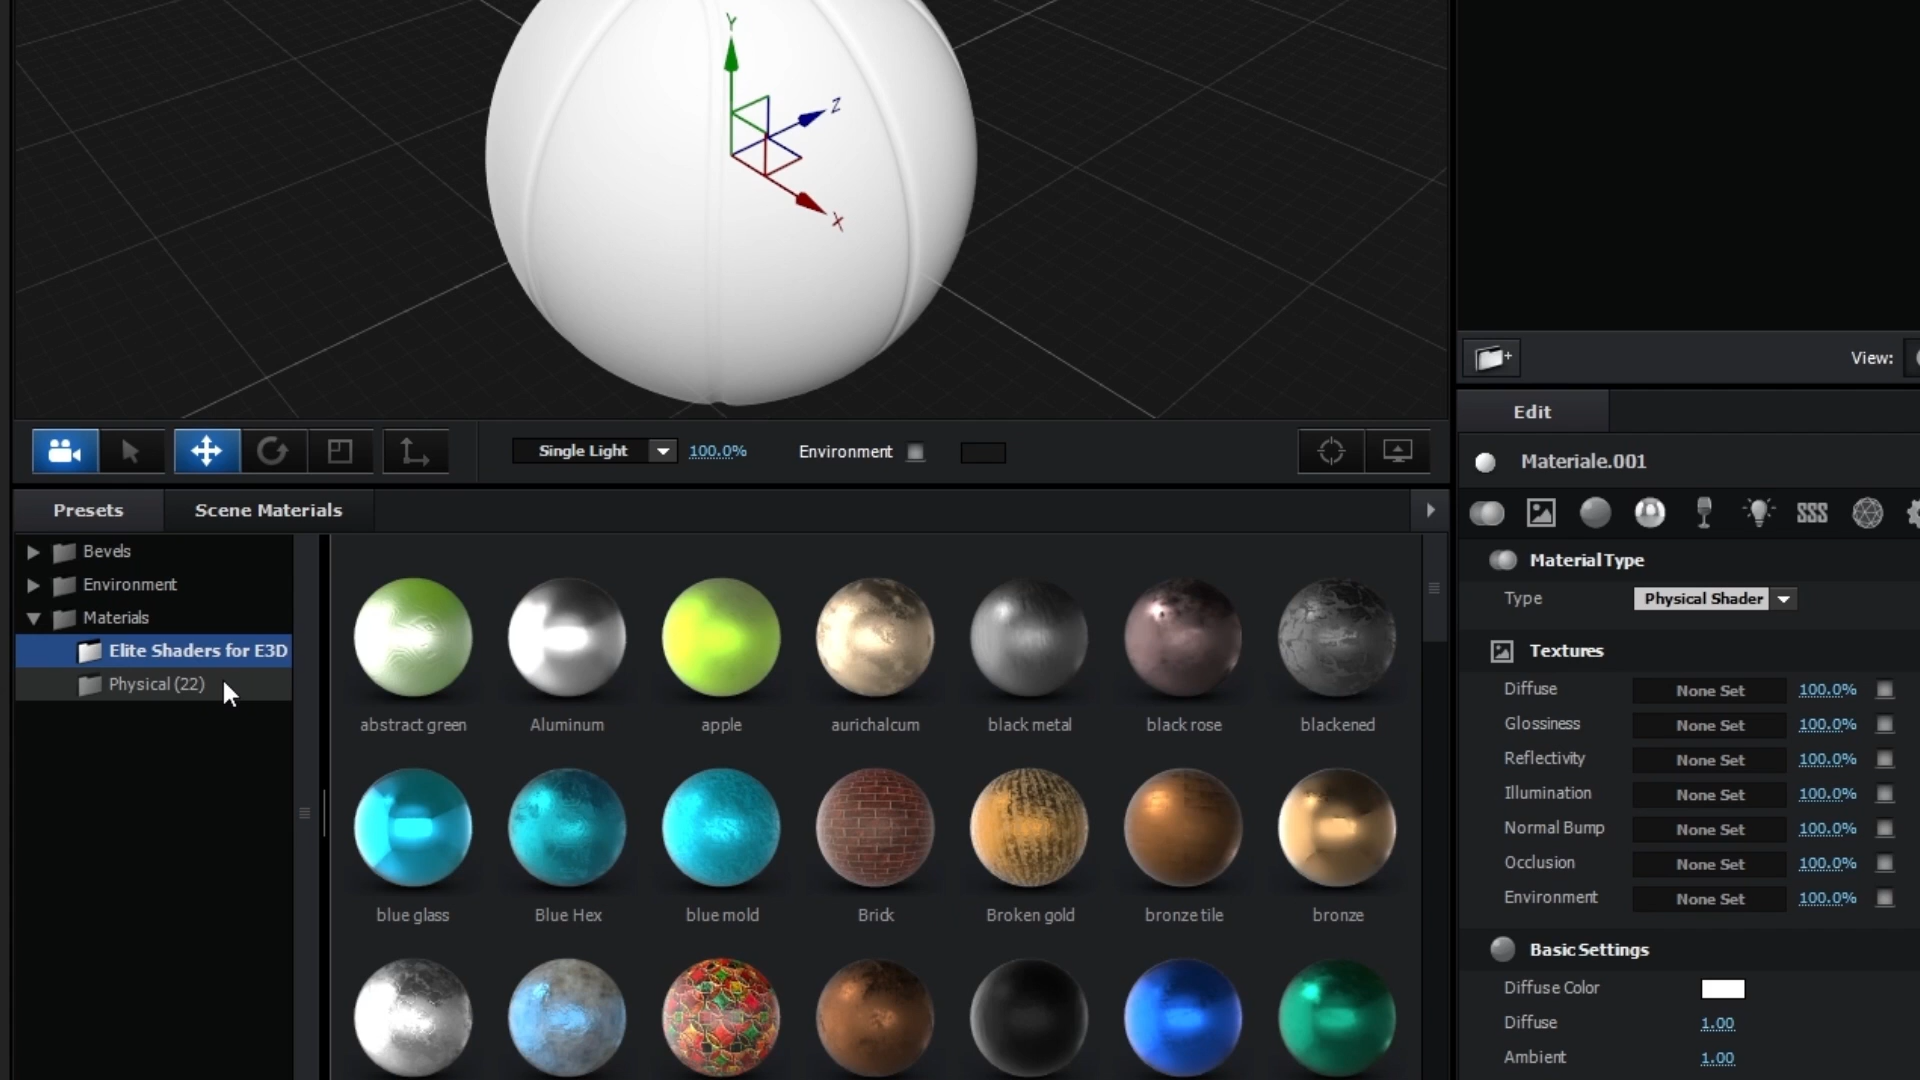 Y
Z
X
View:
Edit
Single Light
100.0%
Environment
Materiale.001
Presets
Scene Materials
SSS
Bevels
Environment
Materials
Elite Shaders for E3D
Physical (22)
abstract green
Aluminum
apple
aurichalcum
black metal
black rose
blackened
blue glass
Blue Hex
blue mold
Brick
Broken gold
bronze tile
bronze
Material Type
Type
Physical Shader
Textures
Diffuse None Set 100.0%
Glossiness None Set 100.0%
Reflectivity None Set 100.0%
Illumination None Set 100.0%
Normal Bump None Set 100.0%
Occlusion None Set 100.0%
Environment None Set 100.0%
Basic Settings
Diffuse Color
Diffuse 1.00
Ambient 1.00